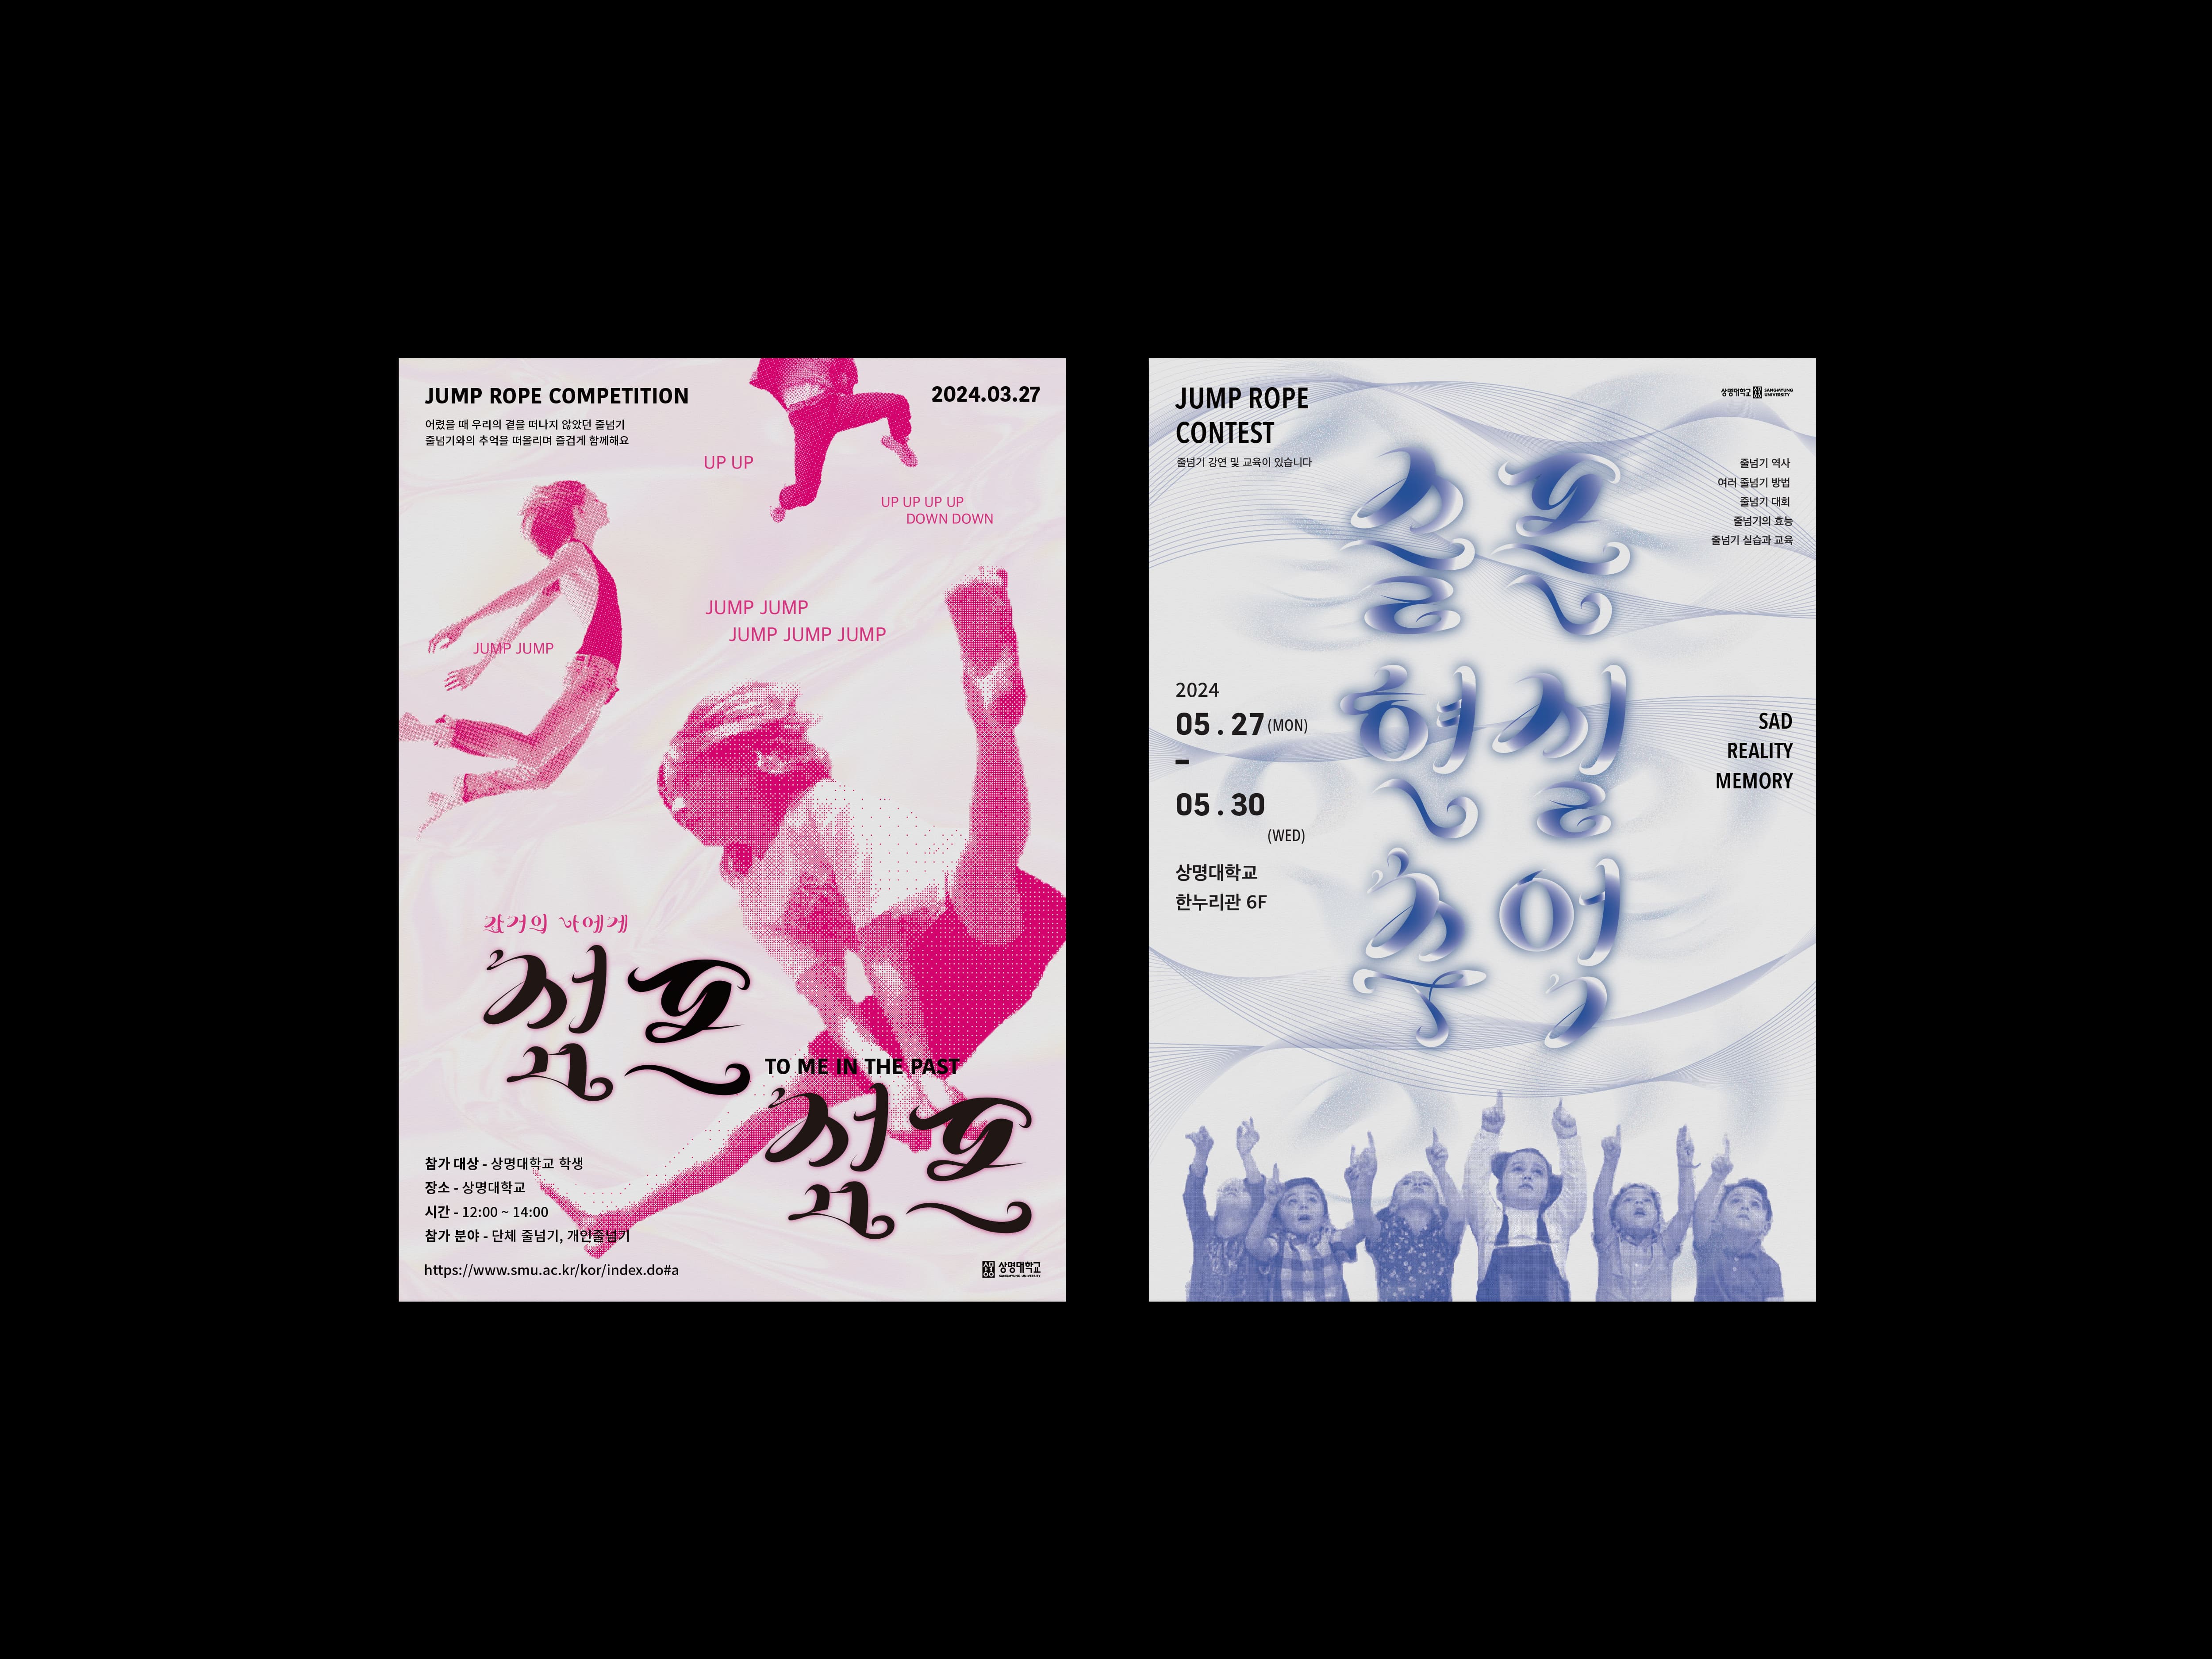 JUMP ROPE COMPETITION
2024.03.27
어렸을 때 우리의 곁을 떠나지 않았던 줄넘기
줄넘기와의 추억을 떠올리며 즐겁게 함께해요
UP UP
UP UP UP UP
DOWN DOWN
JUMP JUMP
JUMP JUMP JUMP
JUMP JUMP
과거의 나에게
점프
TO ME IN THE PAST
점프
참가 대상 - 상명대학교 학생
장소 - 상명대학교
시간 - 12:00 ~ 14:00
참가 분야 - 단체 줄넘기, 개인줄넘기
https://www.smu.ac.kr/kor/index.do#a
상명대학교
SANGMYUNG UNIVERSITY
JUMP ROPE
CONTEST
줄넘기 강연 및 교육이 있습니다
상명대학교 SANGMYUNG
UNIVERSITY
줄넘기 역사
여러 줄넘기 방법
줄넘기 대회
줄넘기의 효능
줄넘기 실습과 교육
슬픈
현실
추억
2024
05 . 27 (MON)
–
05 . 30
(WED)
상명대학교
한누리관 6F
SAD
REALITY
MEMORY